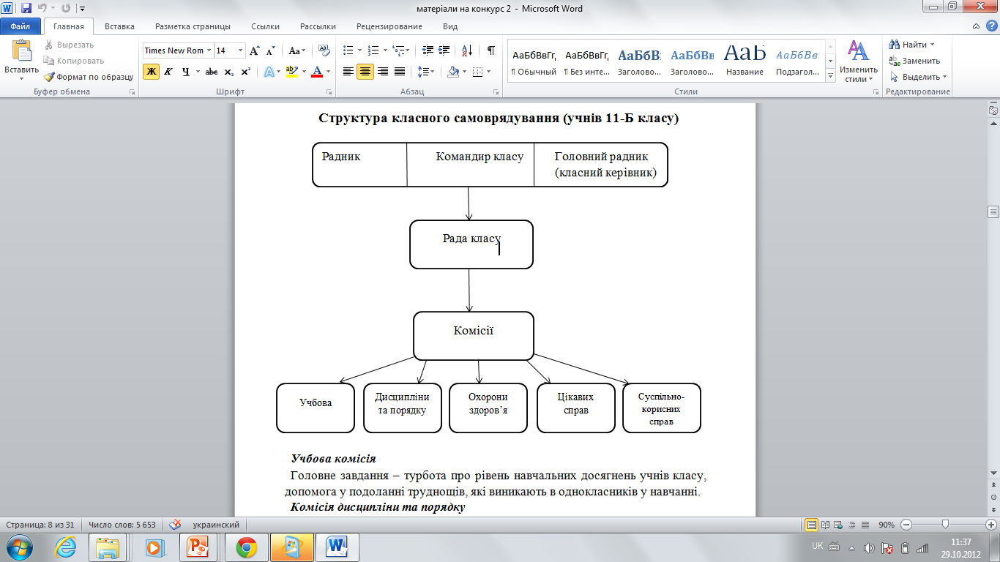 матеріали на конкурс 2 - Microsoft Word
Файл Главная Вставка Разметка страницы Ссылки Рассылки Рецензирование Вид
Вставить
Вырезать
Копировать
Формат по образцу
Буфер обмена
Times New Rom 14
Ж К Ч abc x₂ x²
Шрифт
Абзац
АаБбВвГг, АаБбВвГг, АаБбВ: АаБбВв АаБ АаБбВв.
¶ Обычный ¶ Без инте... Заголово... Заголово... Название Подзагол...
Стили
Изменить
стили
Найти
Заменить
Выделить
Редактирование
Структура класного самоврядування (учнів 11-Б класу)
Радник Командир класу Головний радник
(класний керівник)
Рада класу
Комісії
Учбова
Дисципліни
та порядку
Охорони
здоров’я
Цікавих
справ
Суспільно-
корисних
справ
Учбова комісія
Головне завдання – турбота про рівень навчальних досягнень учнів класу,
допомога у подоланні труднощів, які виникають в однокласників у навчанні.
Комісія дисципліни та порядку
Страница: 8 из 31 Число слов: 5 653 украинский 90%
UK 11:37
29.10.2012